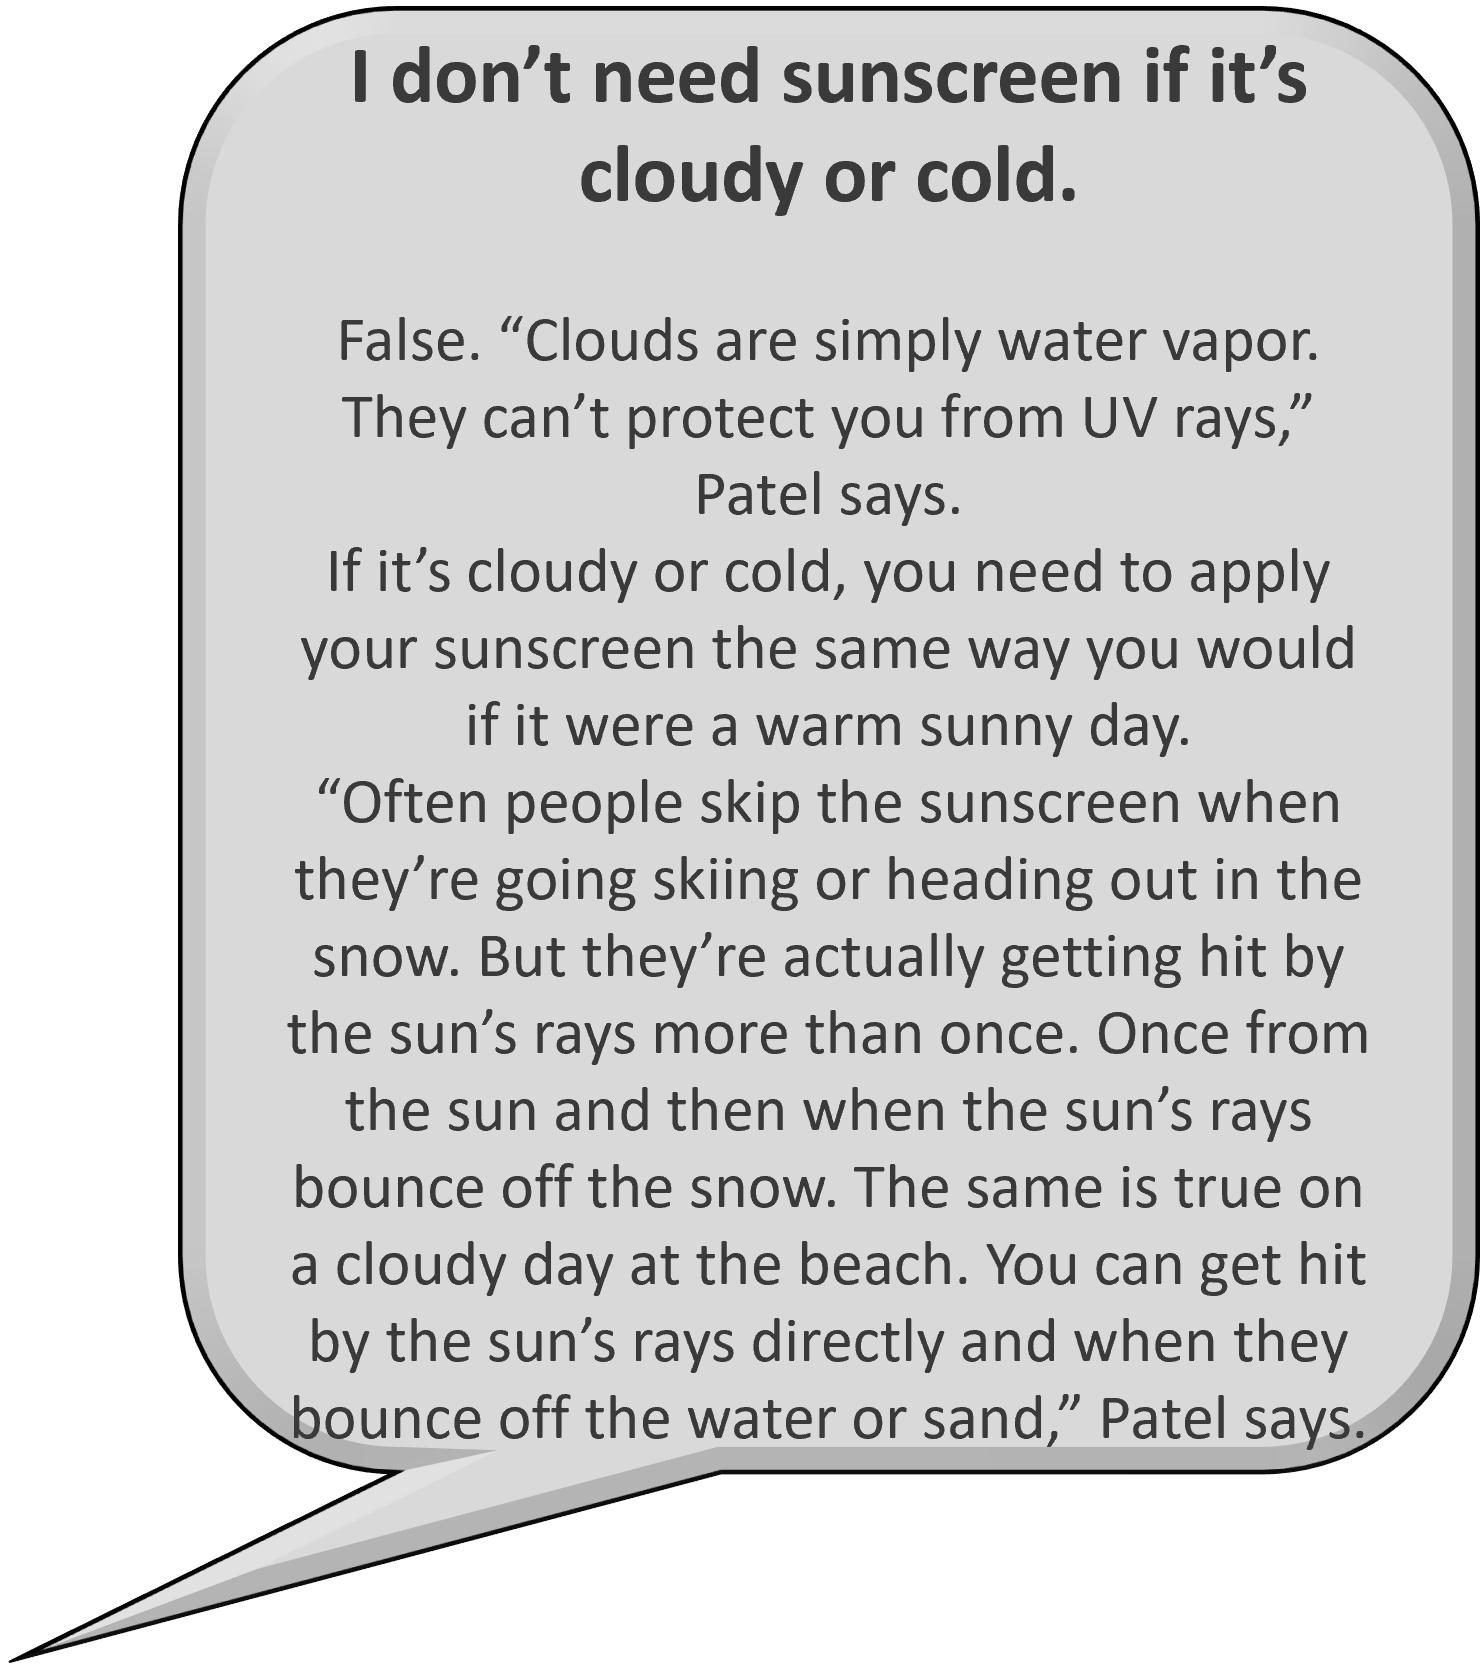 I don’t need sunscreen if it’s
cloudy or cold.
False. “Clouds are simply water vapor.
They can’t protect you from UV rays,”
Patel says.
If it’s cloudy or cold, you need to apply
your sunscreen the same way you would
if it were a warm sunny day.
“Often people skip the sunscreen when
they’re going skiing or heading out in the
snow. But they’re actually getting hit by
the sun’s rays more than once. Once from
the sun and then when the sun’s rays
bounce off the snow. The same is true on
a cloudy day at the beach. You can get hit
by the sun’s rays directly and when they
bounce off the water or sand,” Patel says.